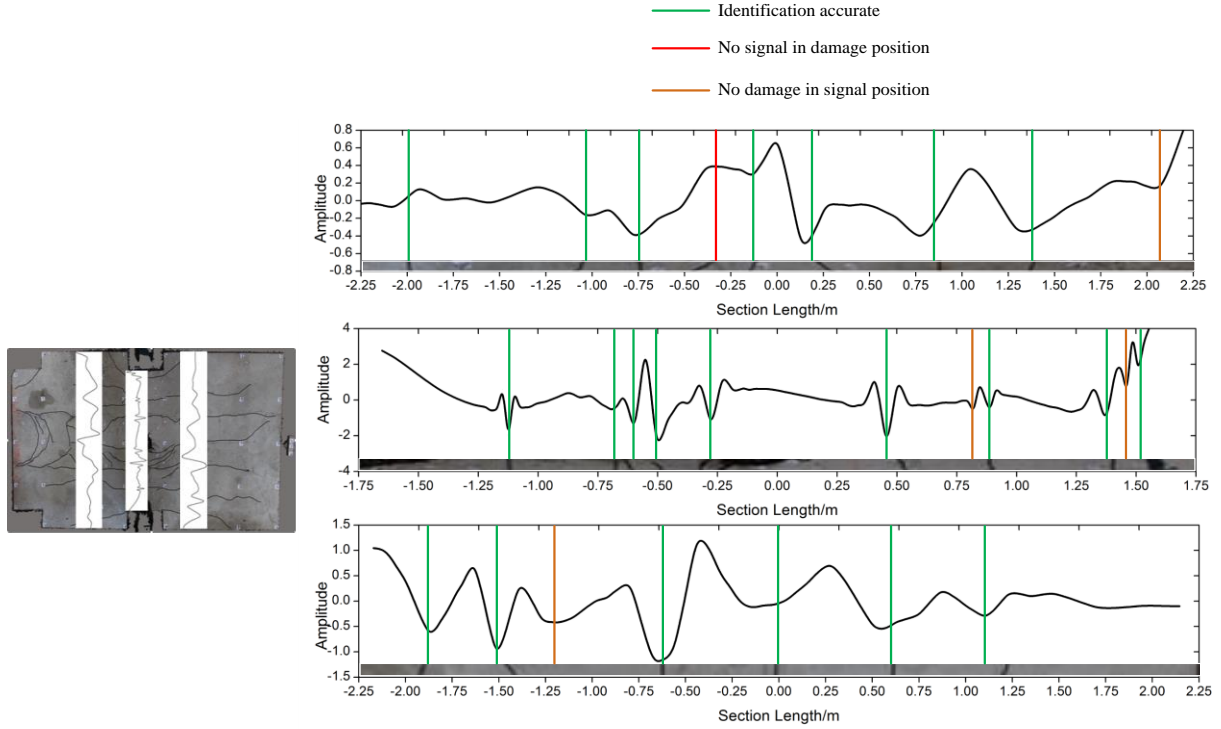 Identification accurate
No signal in damage position
No damage in signal position
0.8
0.6
0.4
0.2
0.0
-0.2
-0.4
-0.6
-0.8
Amplitude
-2.25 -2.00 -1.75 -1.50 -1.25 -1.00 -0.75 -0.50 -0.25 0.00 0.25 0.50 0.75 1.00 1.25 1.50 1.75 2.00 2.25
Section Length/m
4
2
0
-2
-4
Amplitude
-1.75 -1.50 -1.25 -1.00 -0.75 -0.50 -0.25 0.00 0.25 0.50 0.75 1.00 1.25 1.50 1.75
Section Length/m
1.5
1.0
0.5
0.0
-0.5
-1.0
-1.5
Amplitude
-2.25 -2.00 -1.75 -1.50 -1.25 -1.00 -0.75 -0.50 -0.25 0.00 0.25 0.50 0.75 1.00 1.25 1.50 1.75 2.00 2.25
Section Length/m